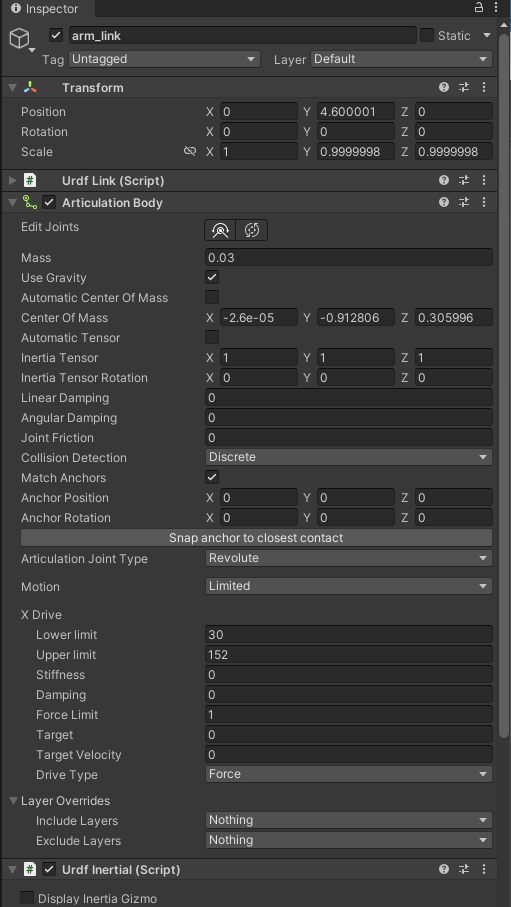 Inspector
arm_link Static
Tag Untagged Layer Default
Transform
Position X 0 Y 4.600001 Z 0
Rotation X 0 Y 0 Z 0
Scale X 1 Y 0.9999998 Z 0.9999998
# Urdf Link (Script)
Articulation Body
Edit Joints
Mass 0.03
Use Gravity
Automatic Center Of Mass
Center Of Mass X -2.6e-05 Y -0.912806 Z 0.305996
Automatic Tensor
Inertia Tensor X 1 Y 1 Z 1
Inertia Tensor Rotation X 0 Y 0 Z 0
Linear Damping 0
Angular Damping 0
Joint Friction 0
Collision Detection Discrete
Match Anchors
Anchor Position X 0 Y 0 Z 0
Anchor Rotation X 0 Y 0 Z 0
Snap anchor to closest contact
Articulation Joint Type Revolute
Motion Limited
X Drive
Lower limit 30
Upper limit 152
Stiffness 0
Damping 0
Force Limit 1
Target 0
Target Velocity 0
Drive Type Force
Layer Overrides
Include Layers Nothing
Exclude Layers Nothing
# Urdf Inertial (Script)
Display Inertia Gizmo